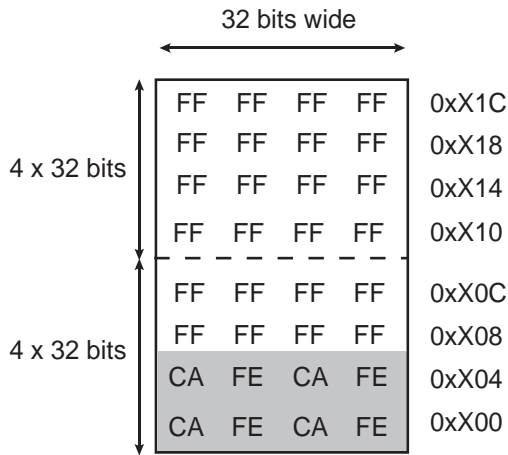 32 bits wide
FF FF FF FF 0xX1C
FF FF FF FF 0xX18
4 x 32 bits
FF FF FF FF 0xX14
FF FF FF FF 0xX10
FF FF FF FF 0xX0C
FF FF FF FF 0xX08
4 x 32 bits
CA FE CA FE 0xX04
CA FE CA FE 0xX00